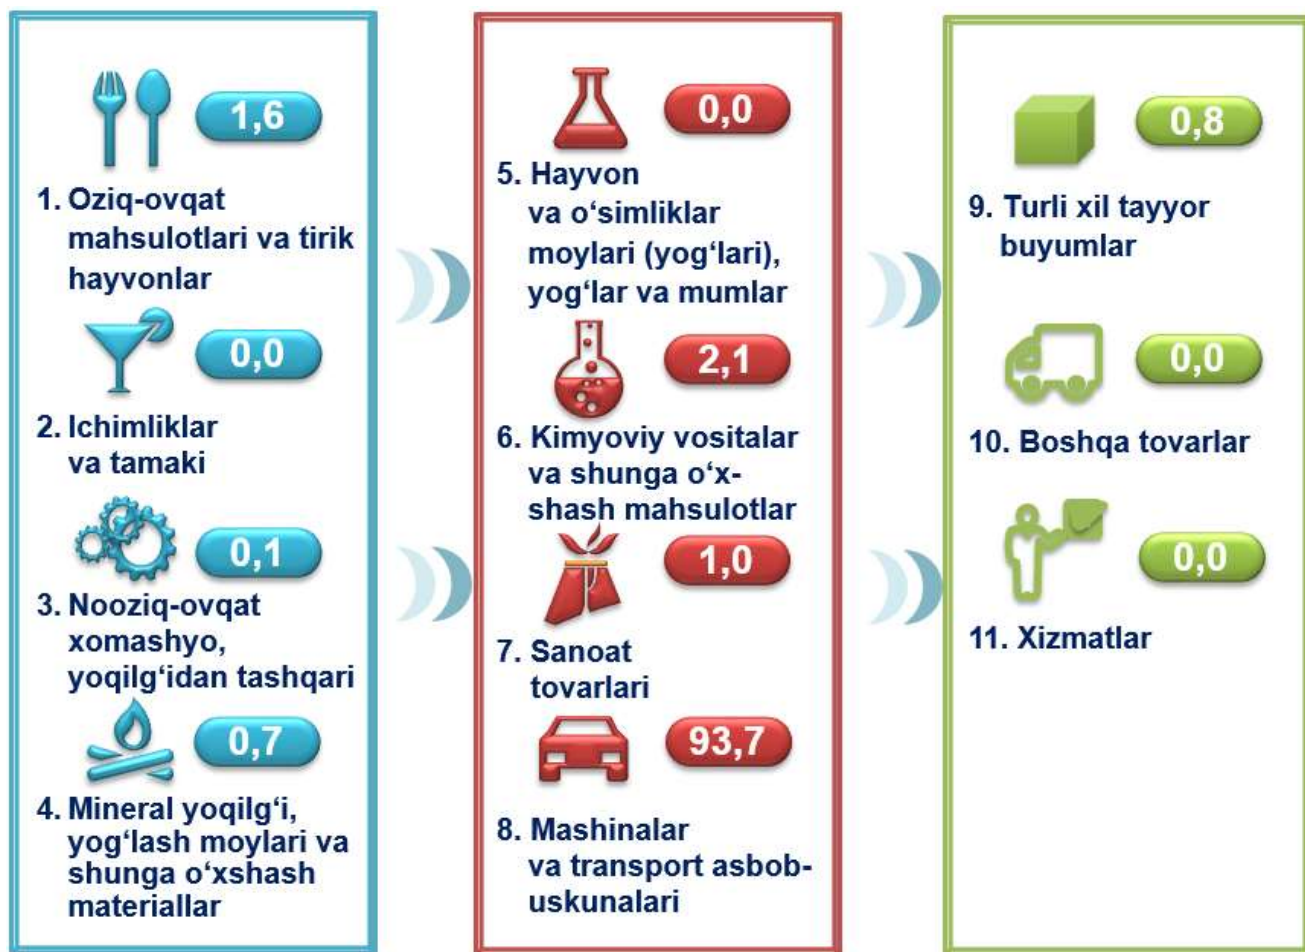 1,6
1. Oziq-ovqat
mahsulotlari va tirik
hayvonlar
0,0
2. Ichimliklar
va tamaki
0,1
3. Nooziq-ovqat
xomashyo,
yoqilg‘idan tashqari
0,7
4. Mineral yoqilg‘i,
yog‘lash moylari va
shunga o‘xshash
materiallar
0,0
5. Hayvon
va o‘simliklar
moylari (yog‘lari),
yog‘lar va mumlar
2,1
6. Kimyoviy vositalar
va shunga o‘x-
shash mahsulotlar
1,0
7. Sanoat
tovarlari
93,7
8. Mashinalar
va transport asbob-
uskunalari
0,8
9. Turli xil tayyor
buyumlar
0,0
10. Boshqa tovarlar
0,0
11. Xizmatlar